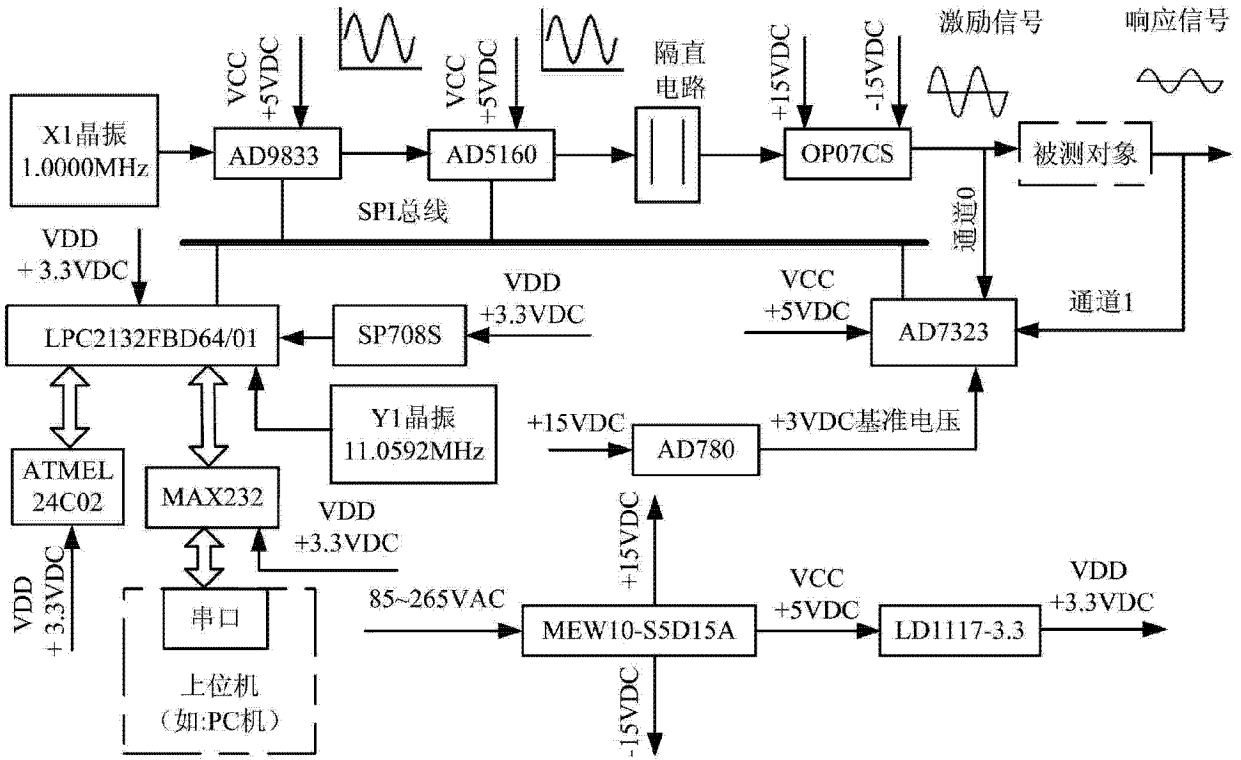 激励信号
响应信号
VCC
+5VDC
VCC
+5VDC
隔直
电路
+15VDC
-15VDC
X1晶振
1.0000MHz
AD9833
AD5160
OP07CS
被测对象
SPI总线
通道0
VDD
+3.3VDC
VDD
+3.3VDC
VCC
+5VDC
通道1
LPC2132FBD64/01
SP708S
AD7323
Y1晶振
11.0592MHz
+15VDC
AD780
+3VDC基准电压
ATMEL
24C02
MAX232
VDD
+3.3VDC
VDD
+3.3VDC
串口
上位机
（如:PC机）
85~265VAC
+15VDC
MEW10-S5D15A
-15VDC
VCC
+5VDC
LD1117-3.3
VDD
+3.3VDC